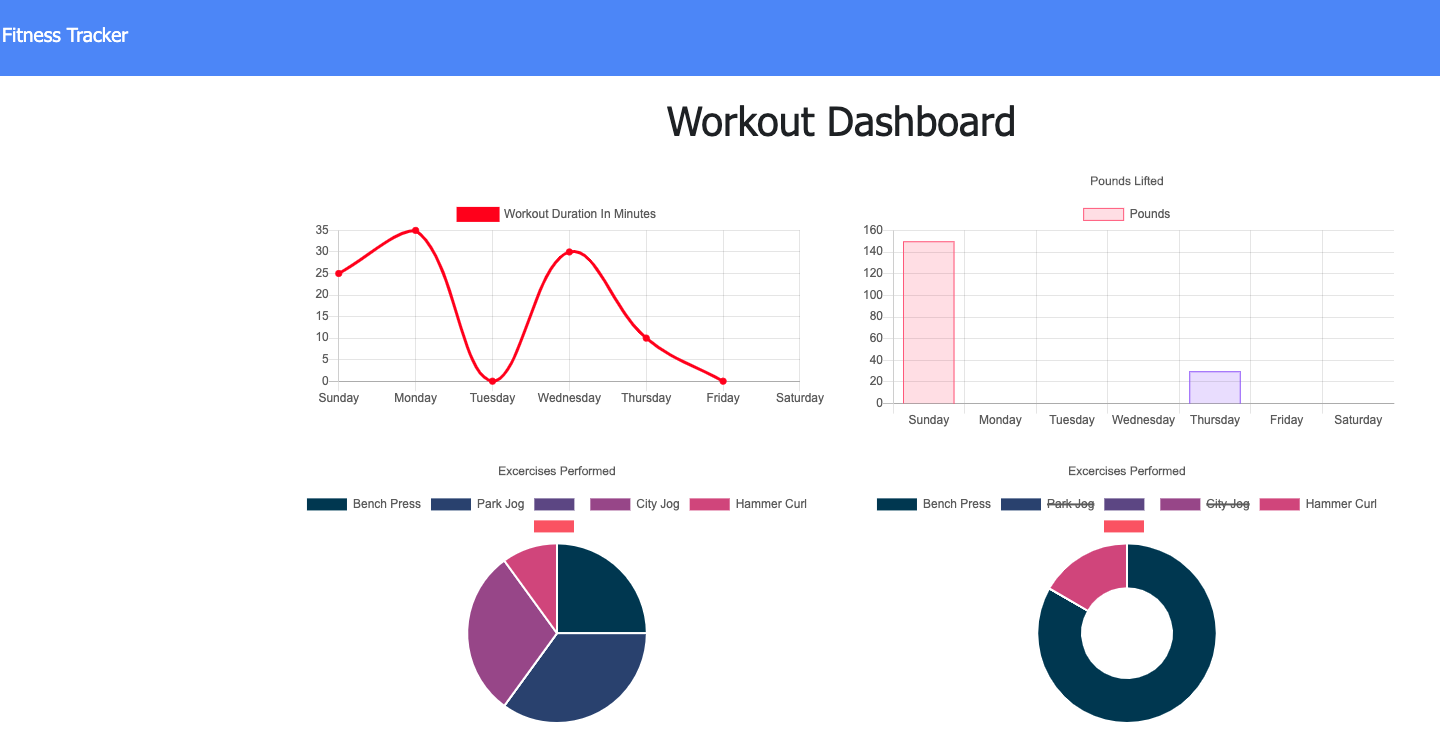 Fitness Tracker
Workout Dashboard
Workout Duration In Minutes
35
30
25
20
15
10
5
0
Sunday Monday Tuesday Wednesday Thursday Friday Saturday
Pounds Lifted
Pounds
160
140
120
100
80
60
40
20
0
Sunday Monday Tuesday Wednesday Thursday Friday Saturday
Excercises Performed
Bench Press Park Jog City Jog Hammer Curl
Excercises Performed
Bench Press Park Jog City Jog Hammer Curl